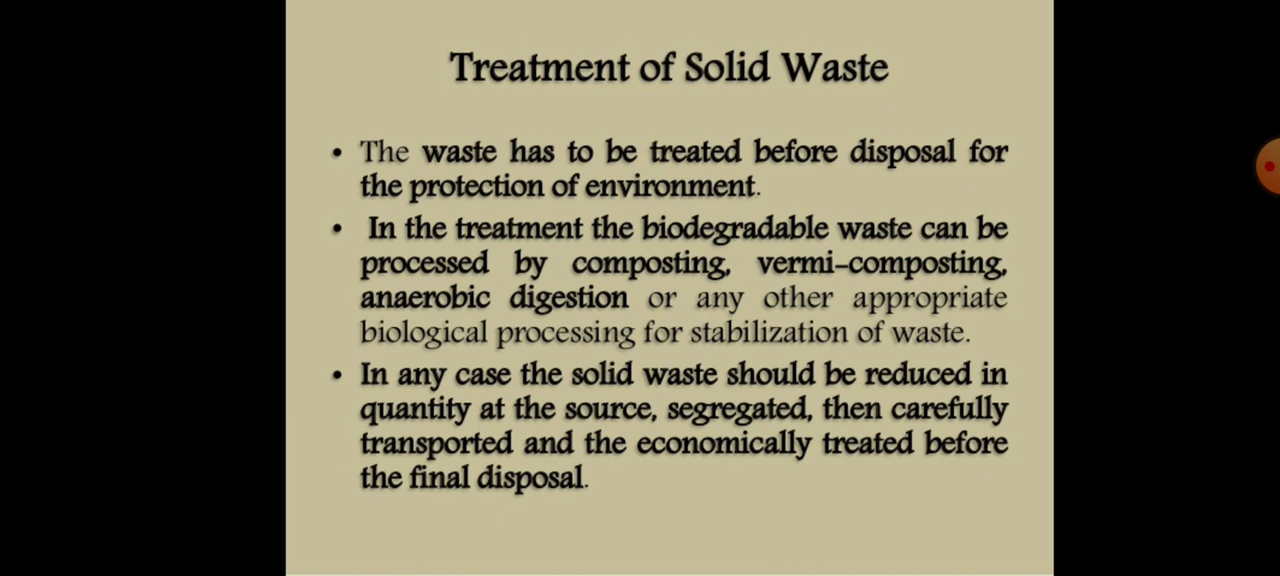 Treatment of Solid Waste
• The waste has to be treated before disposal for
the protection of environment.
• In the treatment the biodegradable waste can be
processed by composting, vermi-composting,
anaerobic digestion or any other appropriate
biological processing for stabilization of waste.
• In any case the solid waste should be reduced in
quantity at the source, segregated, then carefully
transported and the economically treated before
the final disposal.